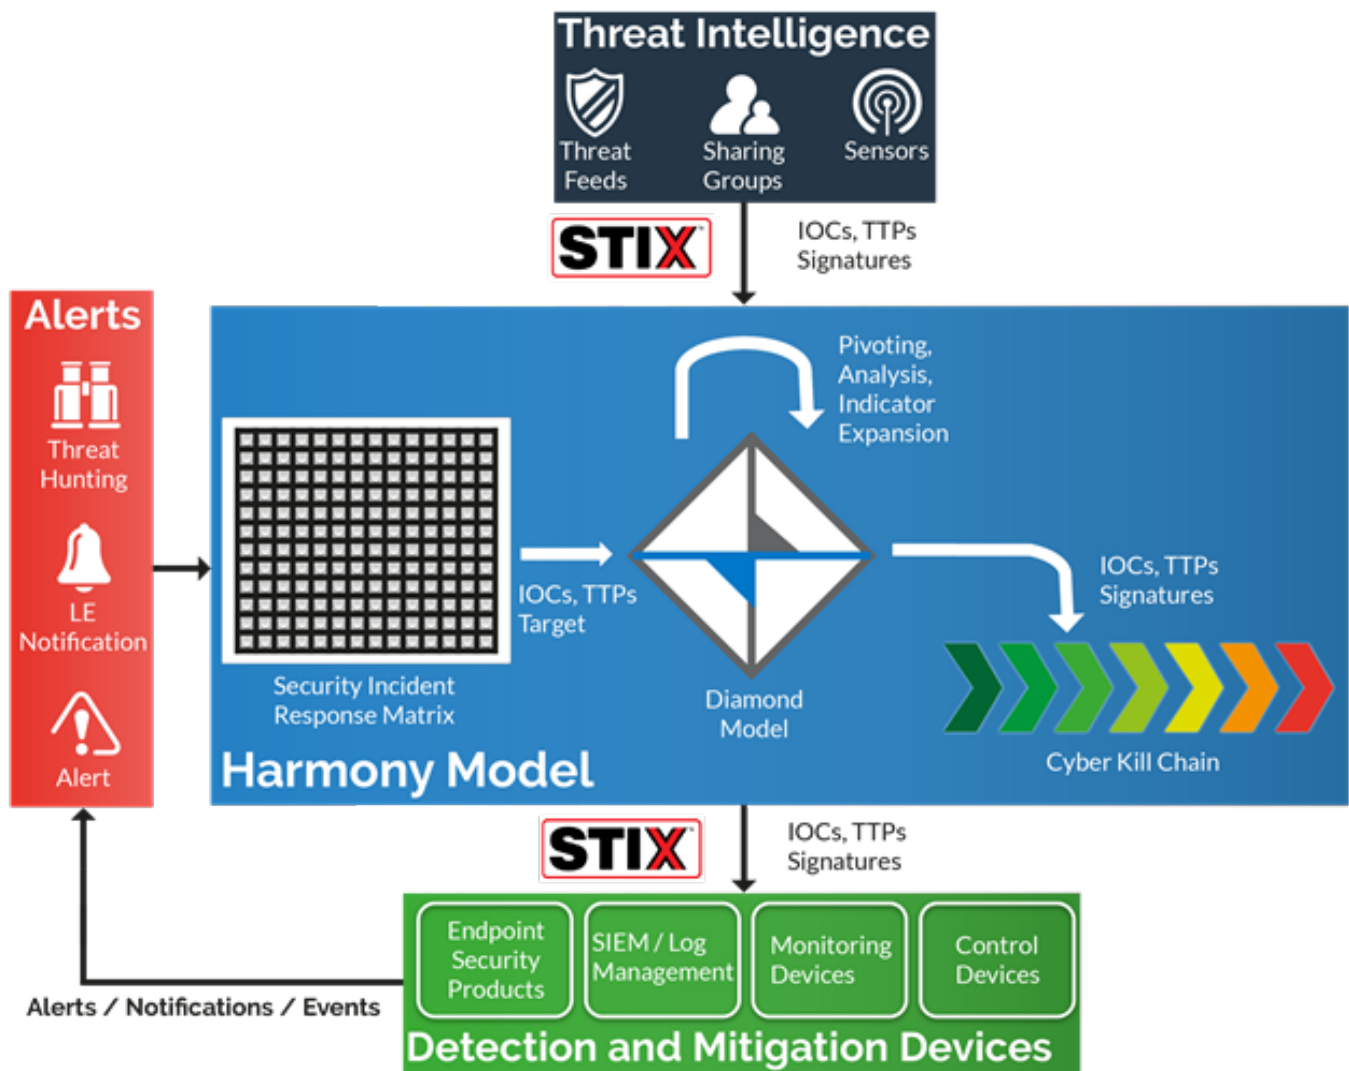 Threat Intelligence
Threat
Feeds
Sharing
Groups
Sensors
STIX™
IOCs, TTPs
Signatures
Alerts
Threat
Hunting
LE
Notification
Alert
Pivoting,
Analysis,
Indicator
Expansion
IOCs, TTPs
Target
IOCs, TTPs
Signatures
Security Incident
Response Matrix
Diamond
Model
Cyber Kill Chain
Harmony Model
STIX™
IOCs, TTPs
Signatures
Endpoint
Security
Products
SIEM / Log
Management
Monitoring
Devices
Control
Devices
Alerts / Notifications / Events
Detection and Mitigation Devices